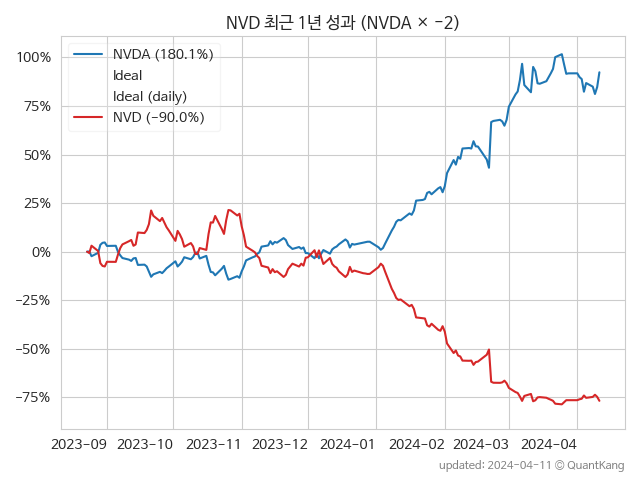 NVD 최근 1년 성과 (NVDA × −2)
NVDA (180.1%)
Ideal
Ideal (daily)
NVD (−90.0%)
100%
75%
50%
25%
0%
−25%
−50%
−75%
2023−09 2023−10 2023−11 2023−12 2024−01 2024−02 2024−03 2024−04
updated: 2024−04−11 © QuantKang